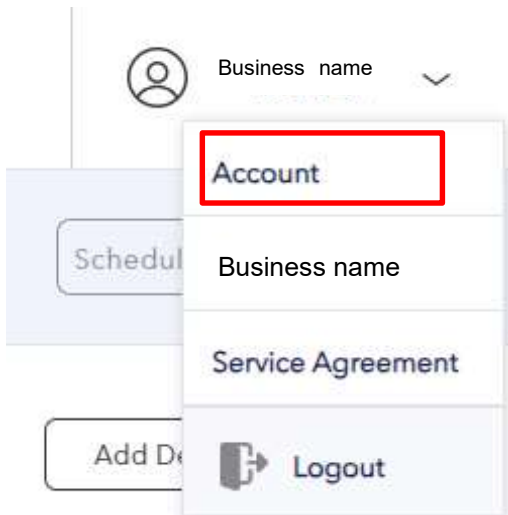 Business name
Account
Schedul
Business name
Service Agreement
Add De
Logout